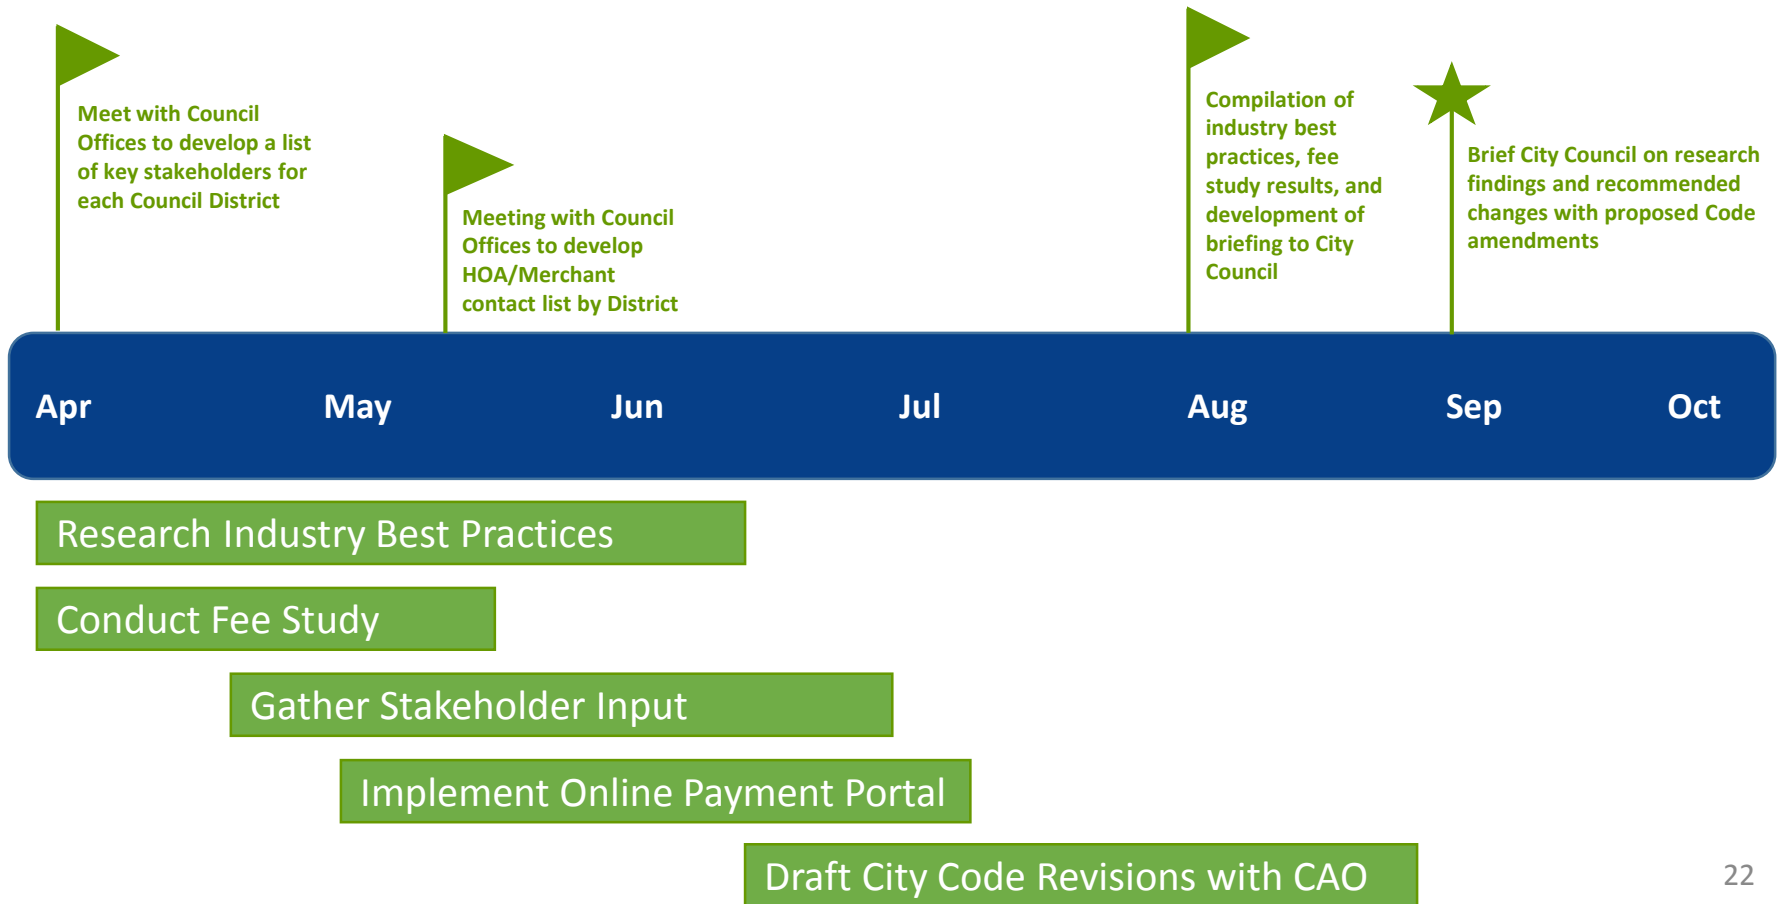 Meet with Council
Offices to develop a list
of key stakeholders for
each Council District
Meeting with Council
Offices to develop
HOA/Merchant
contact list by District
Compilation of
industry best
practices, fee
study results, and
development of
briefing to City
Council
Brief City Council on research
findings and recommended
changes with proposed Code
amendments
Apr May Jun Jul Aug Sep Oct
Research Industry Best Practices
Conduct Fee Study
Gather Stakeholder Input
Implement Online Payment Portal
Draft City Code Revisions with CAO
22